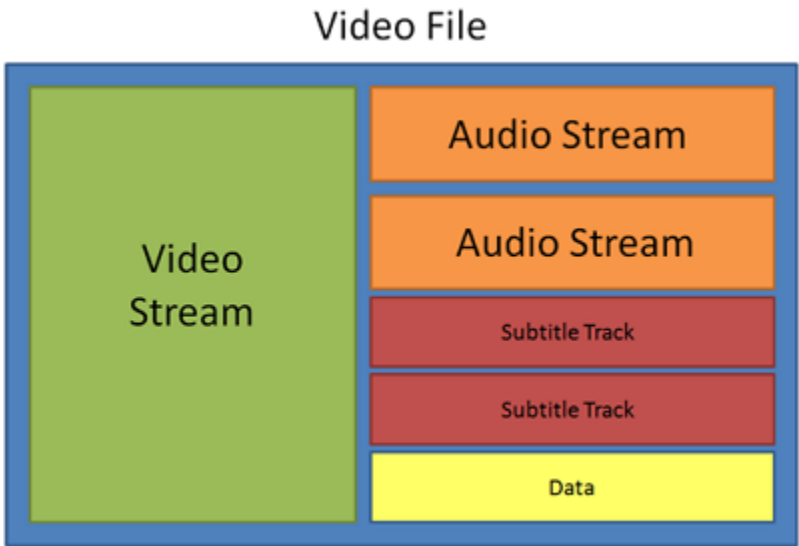 Video File
Video
Stream
Audio Stream
Audio Stream
Subtitle Track
Subtitle Track
Data